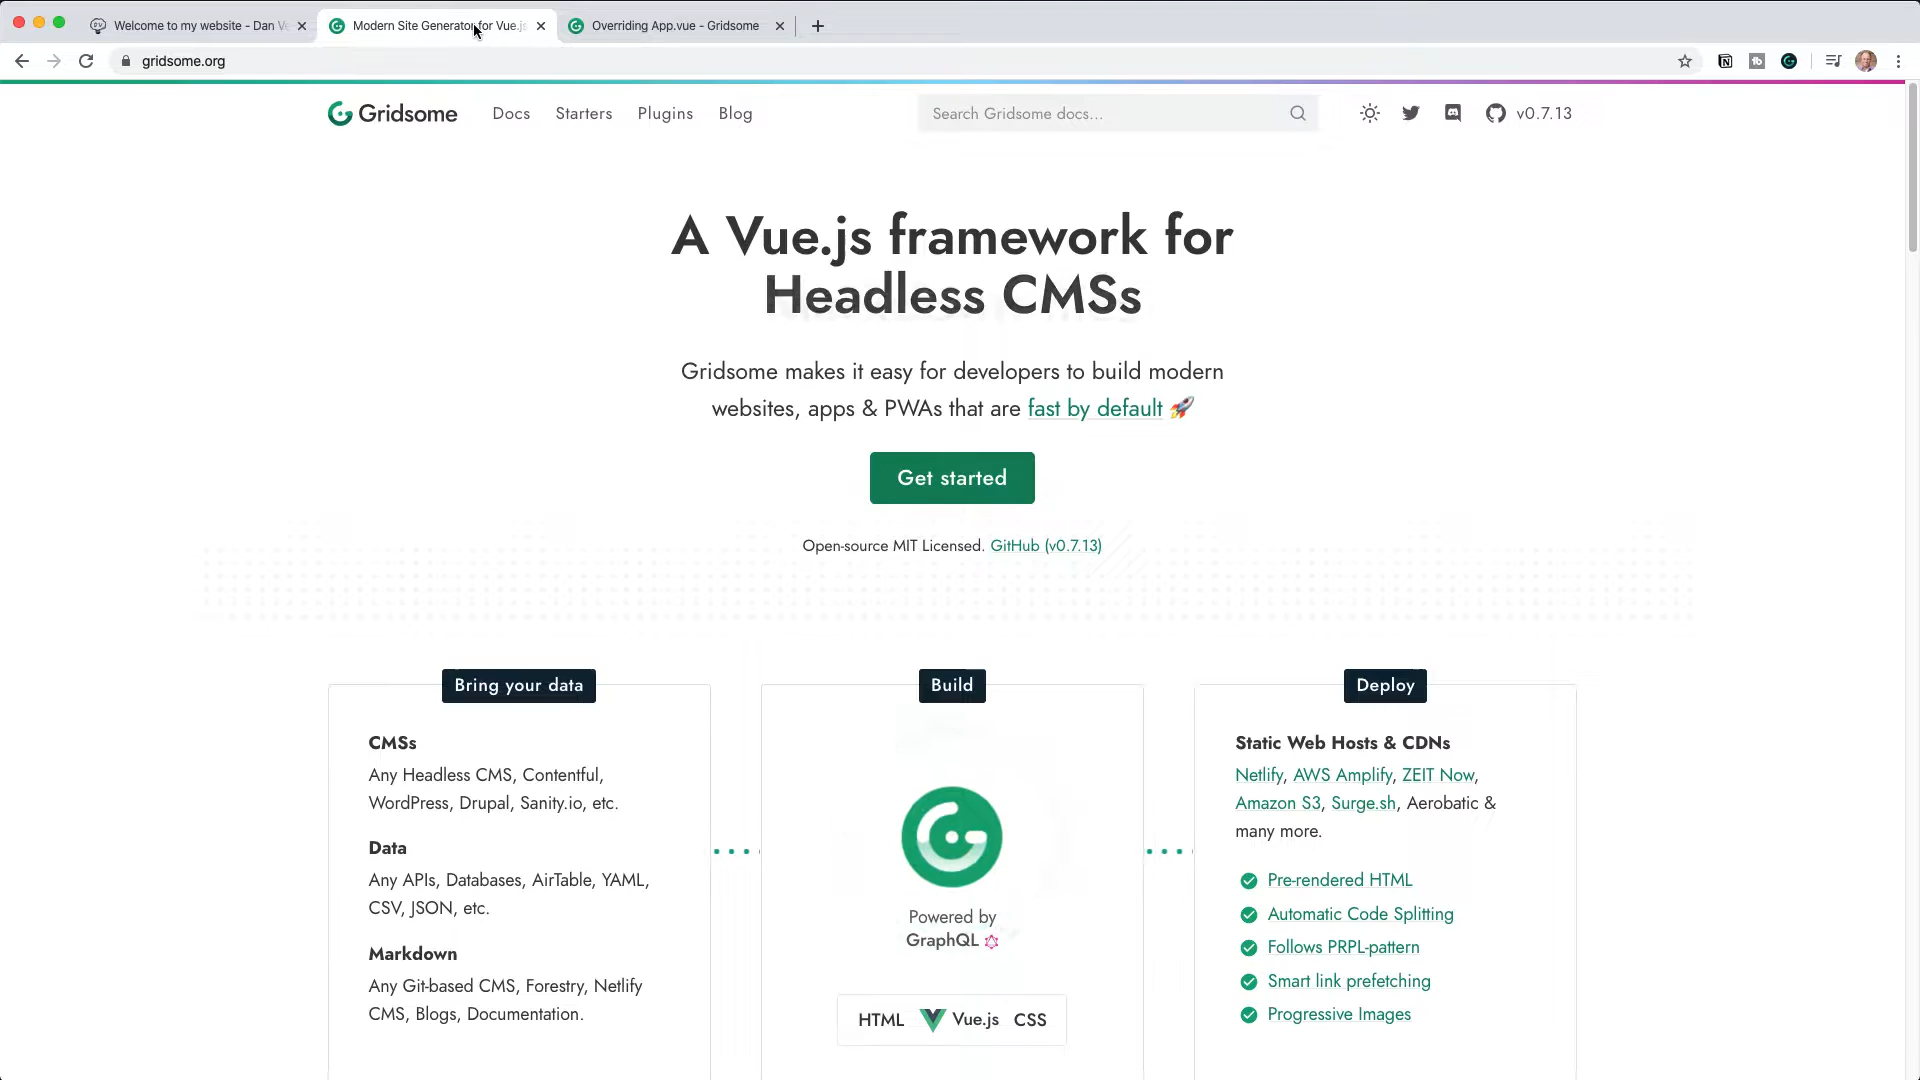 Welcome to my website - Dan V
Modern Site Generator for Vue.js
Overriding App.vue - Gridsome
gridsome.org
Gridsome
Docs
Starters
Plugins
Blog
Search Gridsome docs...
v0.7.13
A Vue.js framework for
Headless CMSs
Gridsome makes it easy for developers to build modern
websites, apps & PWAs that are fast by default 🚀
Get started
Open-source MIT Licensed. GitHub (v0.7.13)
Bring your data
CMSs
Any Headless CMS, Contentful,
WordPress, Drupal, Sanity.io, etc.
Data
Any APIs, Databases, AirTable, YAML,
CSV, JSON, etc.
Markdown
Any Git-based CMS, Forestry, Netlify
CMS, Blogs, Documentation.
Build
Powered by
GraphQL
HTML Vue.js CSS
Deploy
Static Web Hosts & CDNs
Netlify, AWS Amplify, ZEIT Now,
Amazon S3, Surge.sh, Aerobatic &
many more.
Pre-rendered HTML
Automatic Code Splitting
Follows PRPL-pattern
Smart link prefetching
Progressive Images